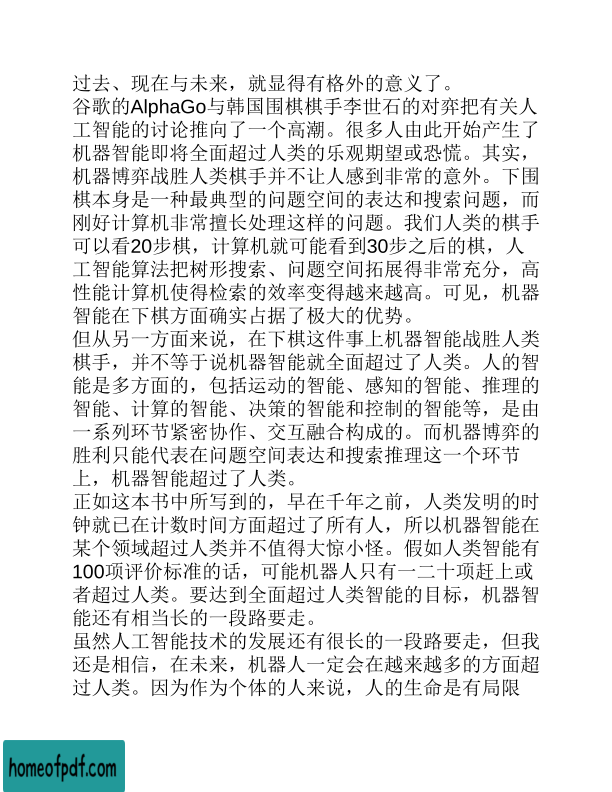 过去、现在与未来，就显得有格外的意义了。
谷歌的AlphaGo与韩国围棋棋手李世石的对弈把有关人
工智能的讨论推向了一个高潮。很多人由此开始产生了
机器智能即将全面超过人类的乐观期望或恐慌。其实，
机器博弈战胜人类棋手并不让人感到非常的意外。下围
棋本身是一种最典型的问题空间的表达和搜索问题，而
刚好计算机非常擅长处理这样的问题。我们人类的棋手
可以看20步棋，计算机就可能看到30步之后的棋，人
工智能算法把树形搜索、问题空间拓展得非常充分，高
性能计算机使得检索的效率变得越来越高。可见，机器
智能在下棋方面确实占据了极大的优势。
但从另一方面来说，在下棋这件事上机器智能战胜人类
棋手，并不等于说机器智能就全面超过了人类。人的智
能是多方面的，包括运动的智能、感知的智能、推理的
智能、计算的智能、决策的智能和控制的智能等，是由
一系列环节紧密协作、交互融合构成的。而机器博弈的
胜利只能代表在问题空间表达和搜索推理这一个环节
上，机器智能超过了人类。
正如这本书中所写到的，早在千年之前，人类发明的时
钟就已在计数时间方面超过了所有人，所以机器智能在
某个领域超过人类并不值得大惊小怪。假如人类智能有
100项评价标准的话，可能机器人只有一二十项赶上或
者超过人类。要达到全面超过人类智能的目标，机器智
能还有相当长的一段路要走。
虽然人工智能技术的发展还有很长的一段路要走，但我
还是相信，在未来，机器人一定会在越来越多的方面超
过人类。因为作为个体的人来说，人的生命是有局限
homeofpdf.com